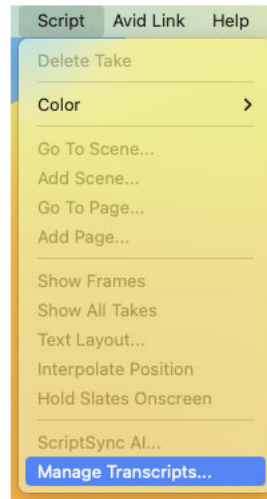 Script Avid Link Help
Delete Take
Color
Go To Scene...
Add Scene...
Go To Page...
Add Page...
Show Frames
Show All Takes
Text Layout...
Interpolate Position
Hold Slates Onscreen
ScriptSync AI...
Manage Transcripts...